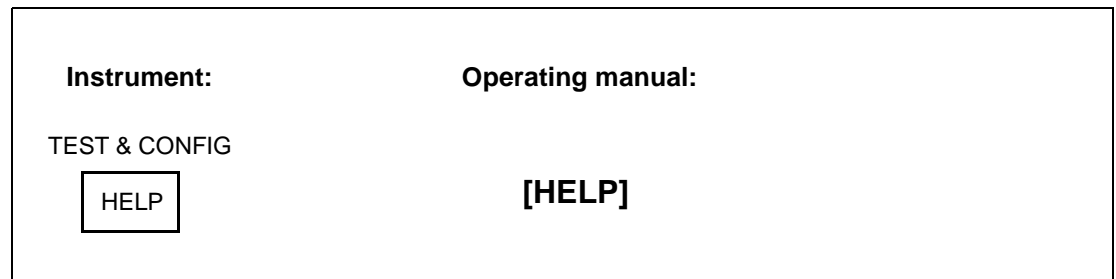 Instrument: Operating manual:
TEST & CONFIG
HELP [HELP]